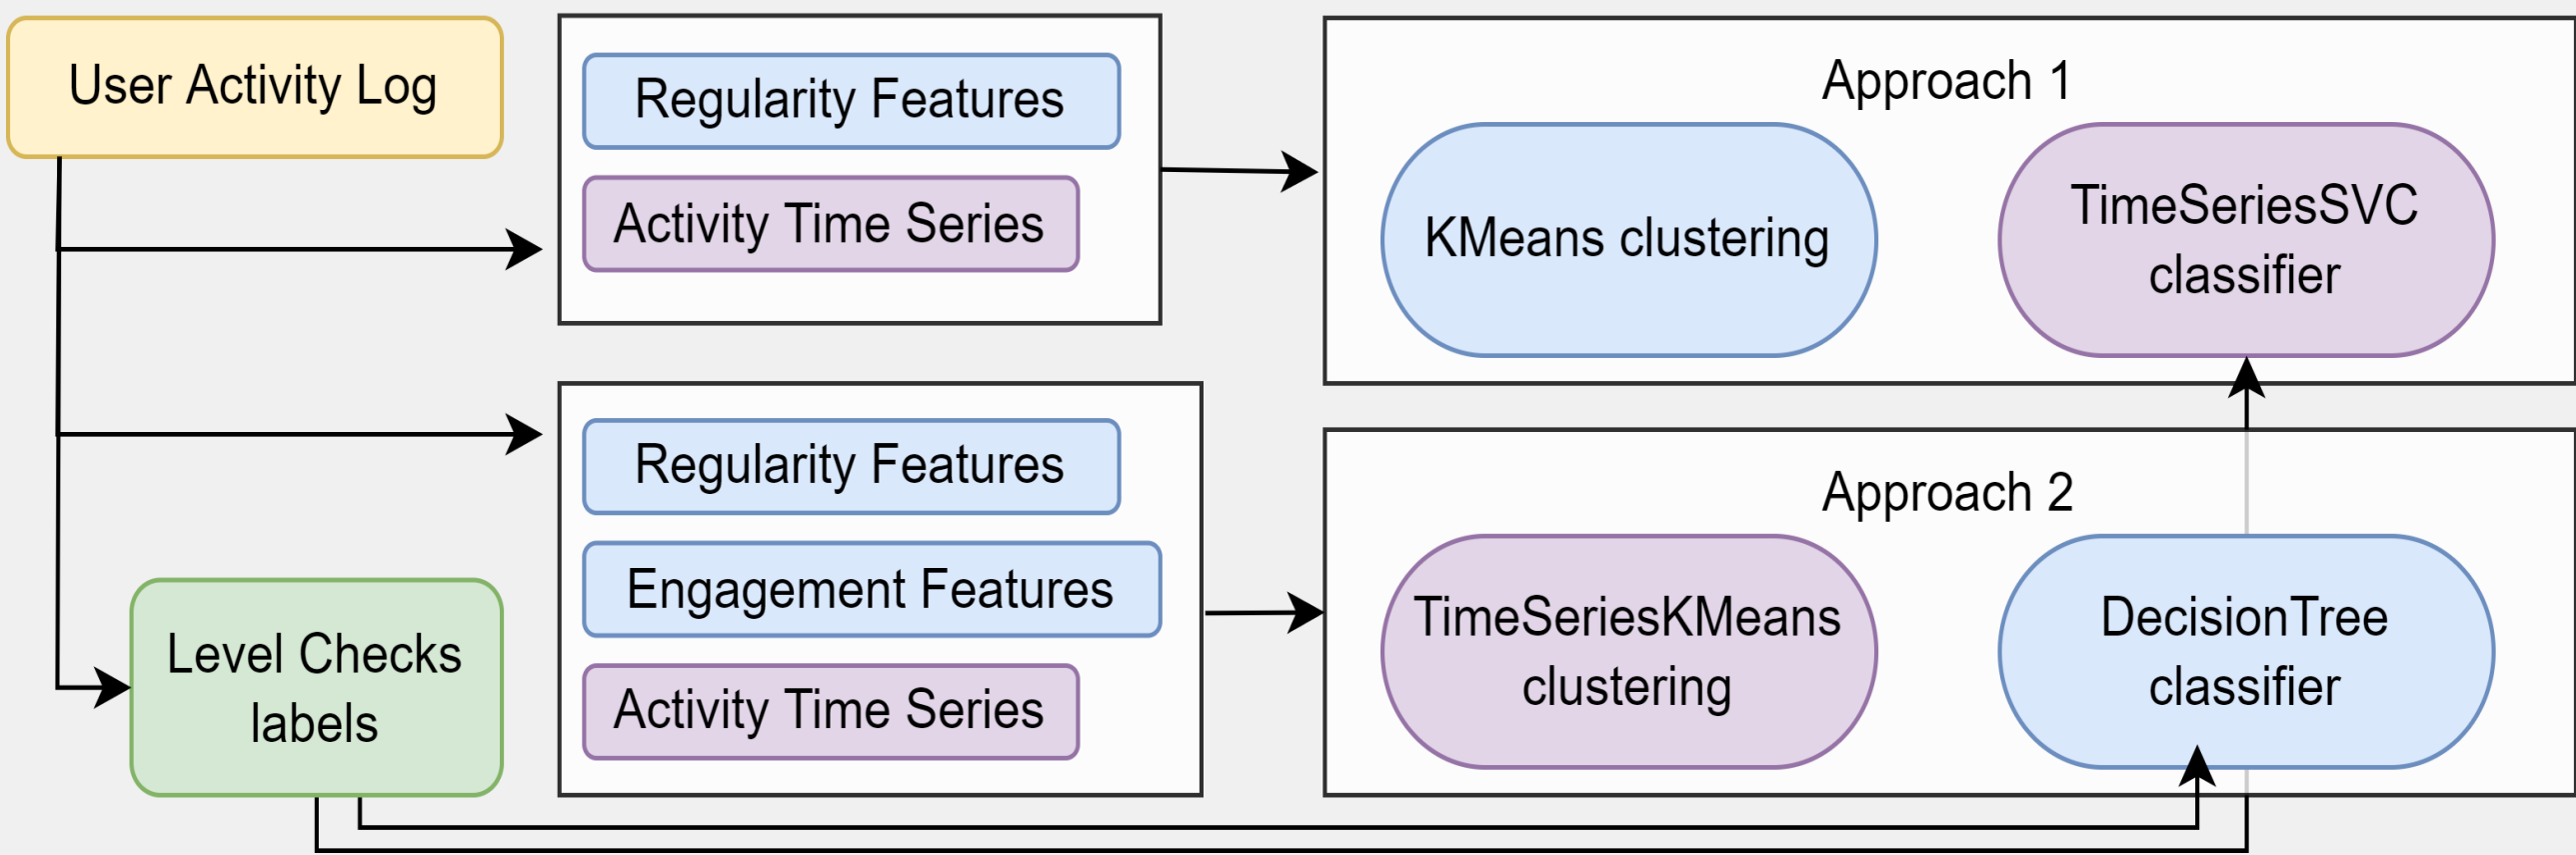 User Activity Log
Regularity Features
Activity Time Series
Approach 1
KMeans clustering
TimeSeriesSVC
classifier
Regularity Features
Engagement Features
Activity Time Series
Approach 2
TimeSeriesKMeans
clustering
DecisionTree
classifier
Level Checks
labels